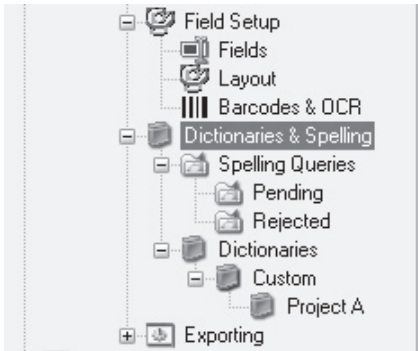 Field Setup
Fields
Layout
Barcodes & OCR
Dictionaries & Spelling
Spelling Queries
Pending
Rejected
Dictionaries
Custom
Project A
Exporting